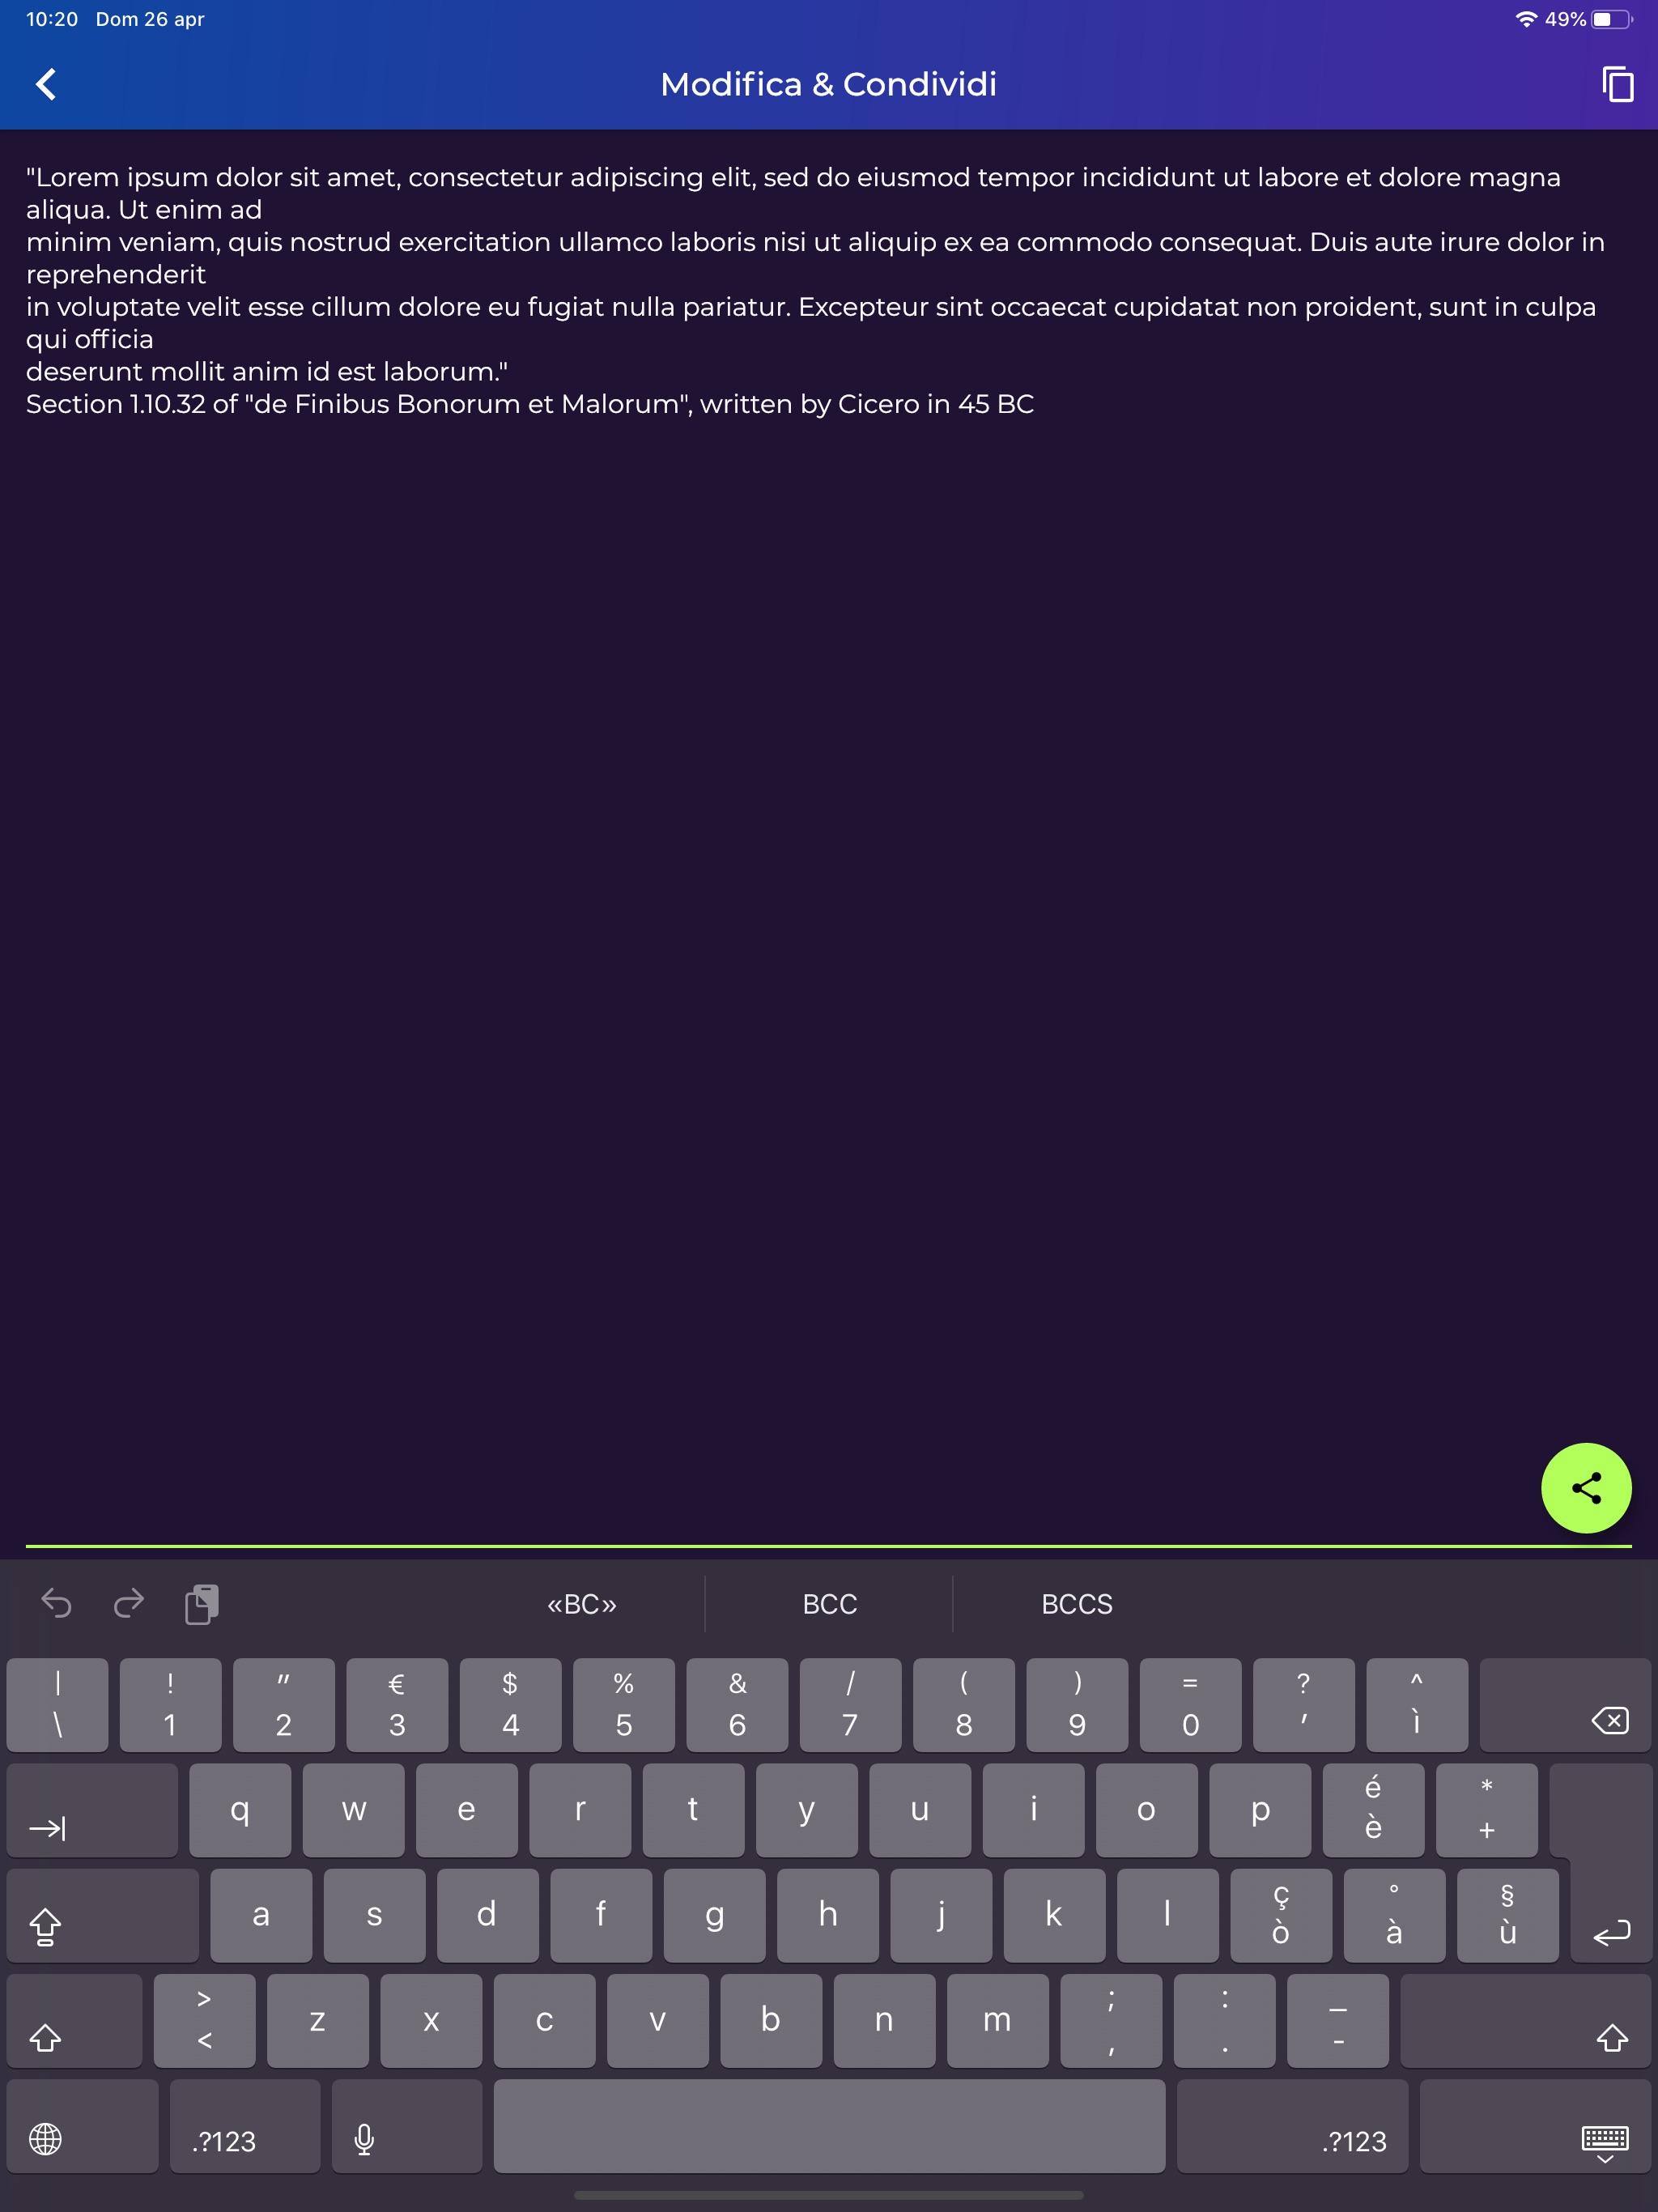 10:20 Dom 26 apr 49%
Modifica & Condividi
"Lorem ipsum dolor sit amet, consectetur adipiscing elit, sed do eiusmod tempor incididunt ut labore et dolore magna
aliqua. Ut enim ad
minim veniam, quis nostrud exercitation ullamco laboris nisi ut aliquip ex ea commodo consequat. Duis aute irure dolor in
reprehenderit
in voluptate velit esse cillum dolore eu fugiat nulla pariatur. Excepteur sint occaecat cupidatat non proident, sunt in culpa
qui officia
deserunt mollit anim id est laborum."
Section 1.10.32 of "de Finibus Bonorum et Malorum", written by Cicero in 45 BC
«BC» BCC BCCS
| ! " € $ % & / ( ) = ? ^
\ 1 2 3 4 5 6 7 8 9 0 ' ì
q w e r t y u i o p é è * +
a s d f g h j k l ç ò ° à § ù
> < z x c v b n m ; , : . _ -
.?123 .?123